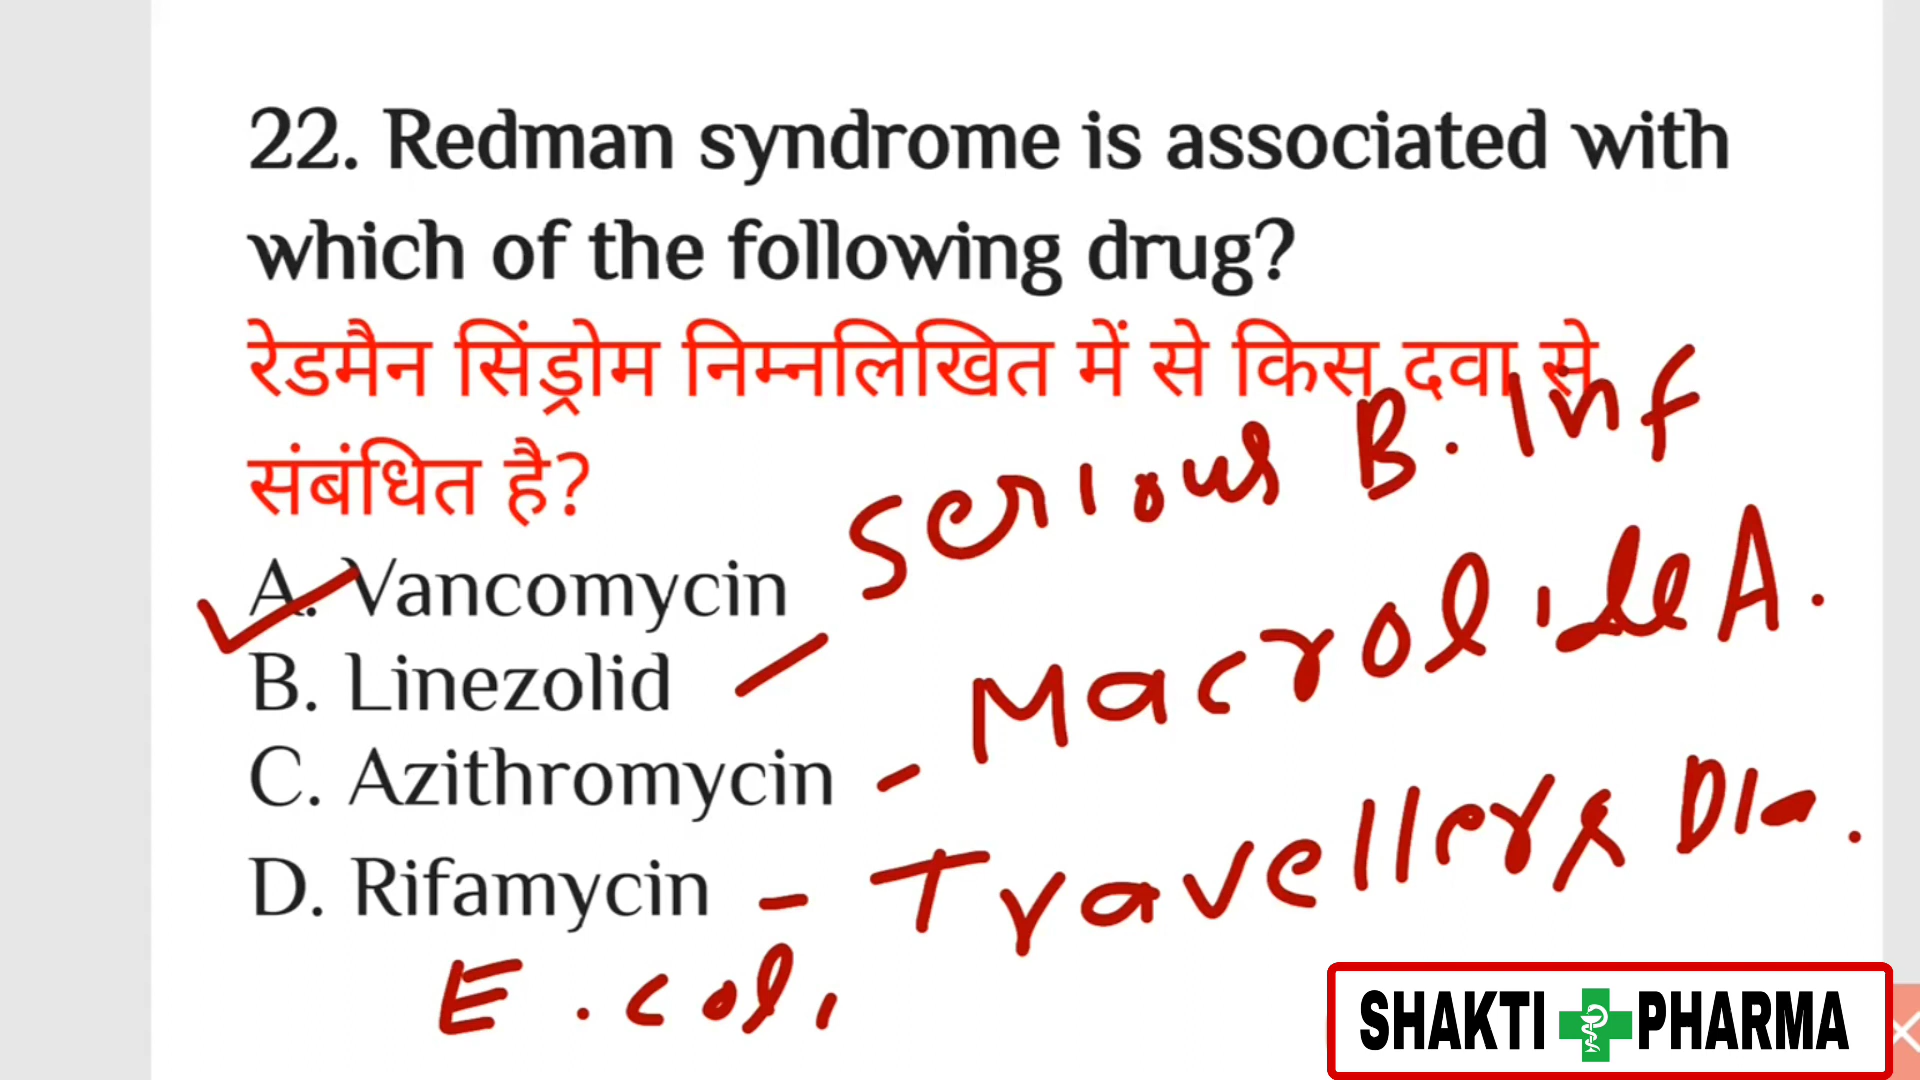 22. Redman syndrome is associated with
which of the following drug?
रेडमैन सिंड्रोम निम्नलिखित में से किस दवा से
संबंधित है?
Serious B. Inf
A. Vancomycin
B. Linezolid
Macrolide A.
C. Azithromycin -
D. Rifamycin - Travellers Dia.
E. coli
SHAKTI PHARMA